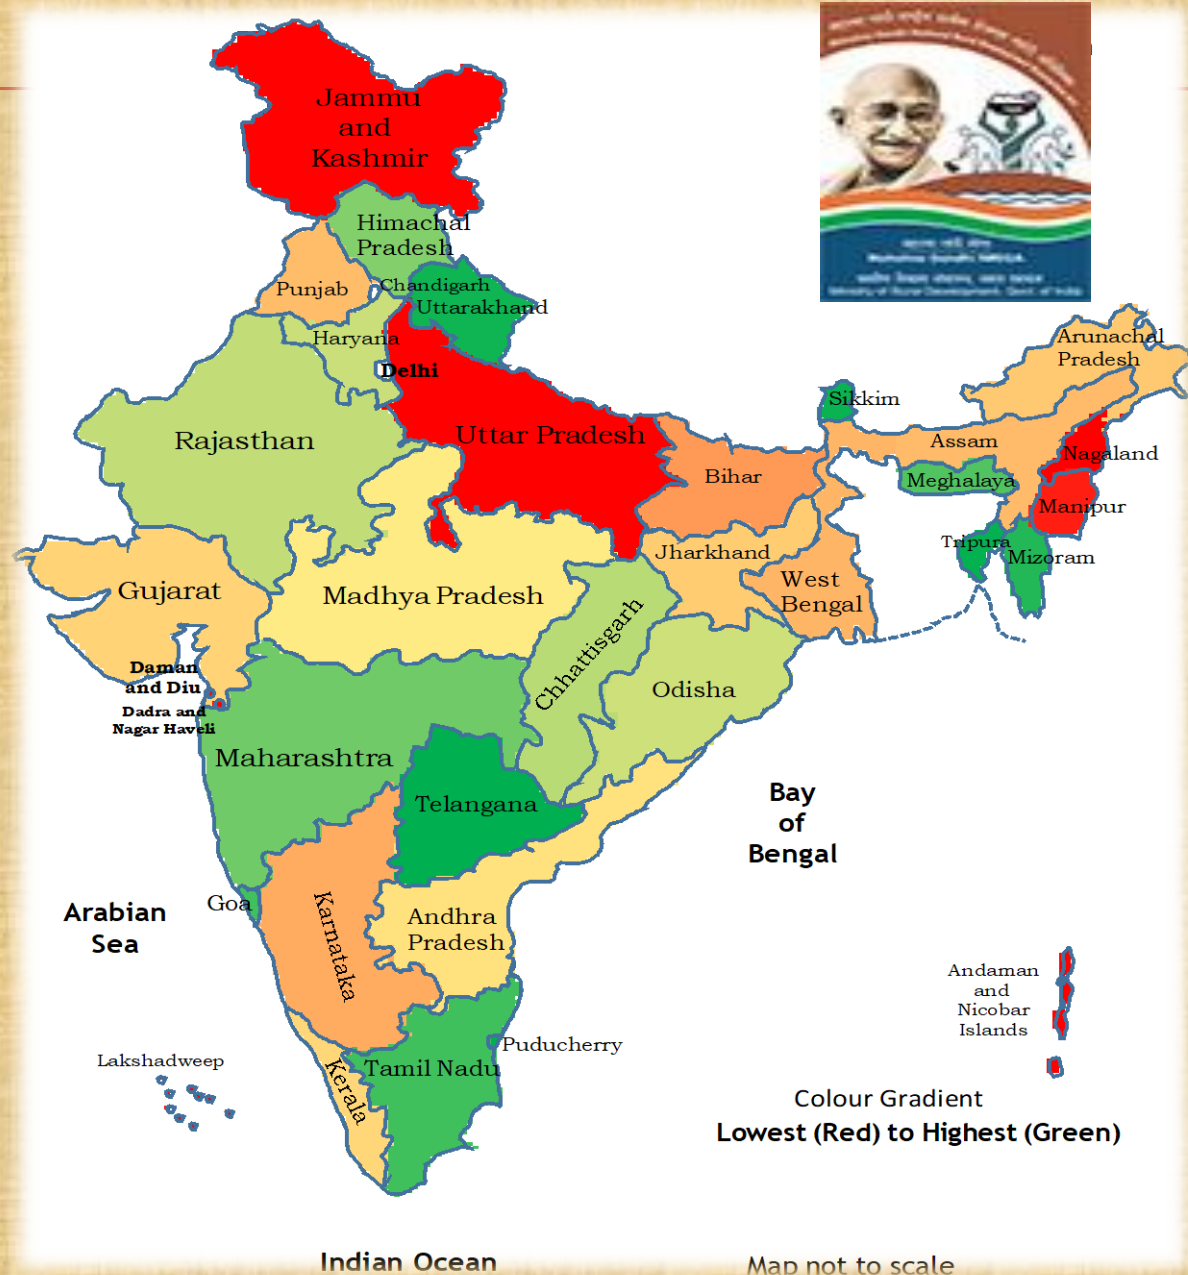 Jammu
and
Kashmir
Himachal
Pradesh
Punjab
Chandigarh
Uttarakhand
Haryana
Delhi
Arunachal
Pradesh
Sikkim
Rajasthan
Uttar Pradesh
Bihar
Assam
Nagaland
Meghalaya
Manipur
Tripura
Mizoram
Jharkhand
West
Bengal
Gujarat
Madhya Pradesh
Chhattisgarh
Odisha
Daman
and Diu
Dadra and
Nagar Haveli
Maharashtra
Telangana
Bay
of
Bengal
Goa
Karnataka
Andhra
Pradesh
Arabian
Sea
Andaman
and
Nicobar
Islands
Puducherry
Lakshadweep
Kerala
Tamil Nadu
Colour Gradient
Lowest (Red) to Highest (Green)
Indian Ocean
Map not to scale